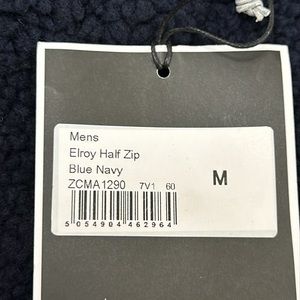 Mens
Elroy Half Zip
Blue Navy
ZCMA1290 7V1 60
M
5 054904 462964